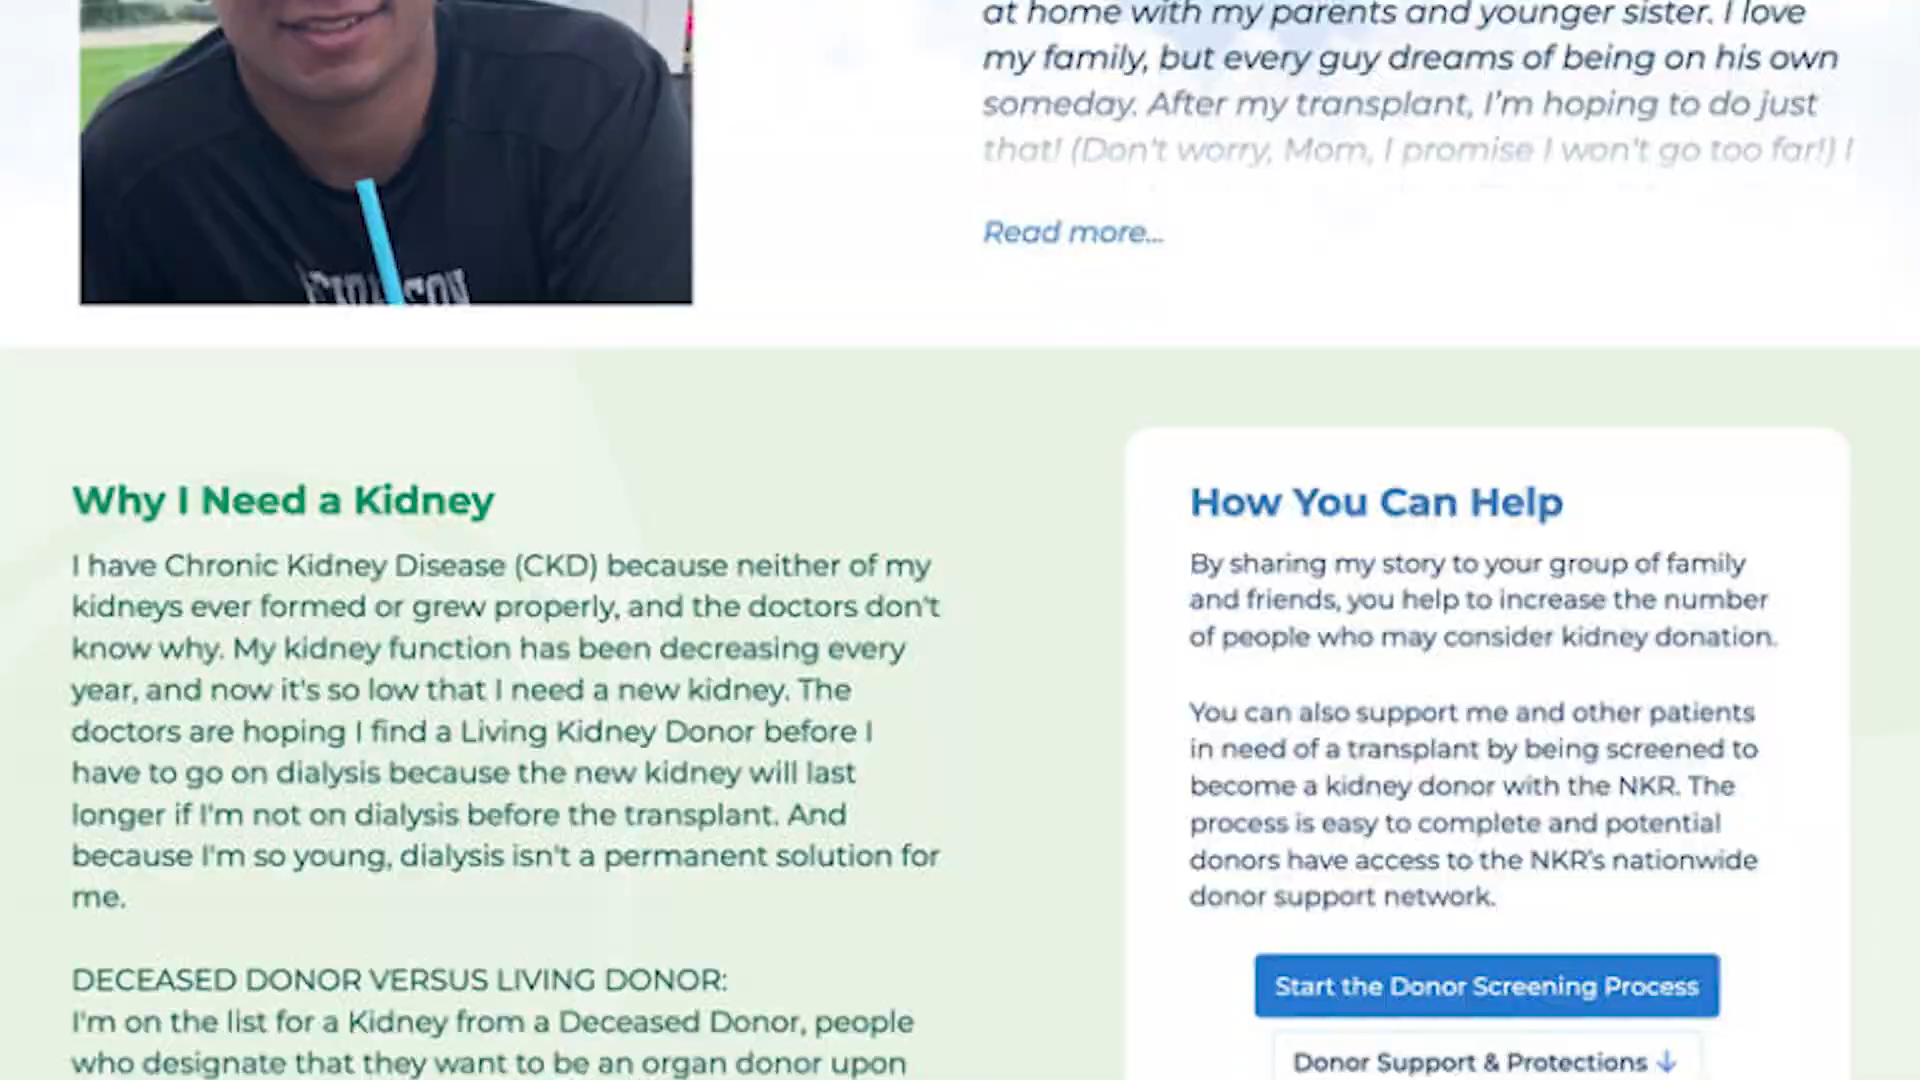 at home with my parents and younger sister. I love
my family, but every guy dreams of being on his own
someday. After my transplant, I'm hoping to do just
that! (Don't worry, Mom, I promise I won't go too far!) I
Read more...
Why I Need a Kidney
I have Chronic Kidney Disease (CKD) because neither of my
kidneys ever formed or grew properly, and the doctors don't
know why. My kidney function has been decreasing every
year, and now it's so low that I need a new kidney. The
doctors are hoping I find a Living Kidney Donor before I
have to go on dialysis because the new kidney will last
longer if I'm not on dialysis before the transplant. And
because I'm so young, dialysis isn't a permanent solution for
me.
DECEASED DONOR VERSUS LIVING DONOR:
I'm on the list for a Kidney from a Deceased Donor, people
who designate that they want to be an organ donor upon
How You Can Help
By sharing my story to your group of family
and friends, you help to increase the number
of people who may consider kidney donation.
You can also support me and other patients
in need of a transplant by being screened to
become a kidney donor with the NKR. The
process is easy to complete and potential
donors have access to the NKR's nationwide
donor support network.
Start the Donor Screening Process
Donor Support & Protections ↓